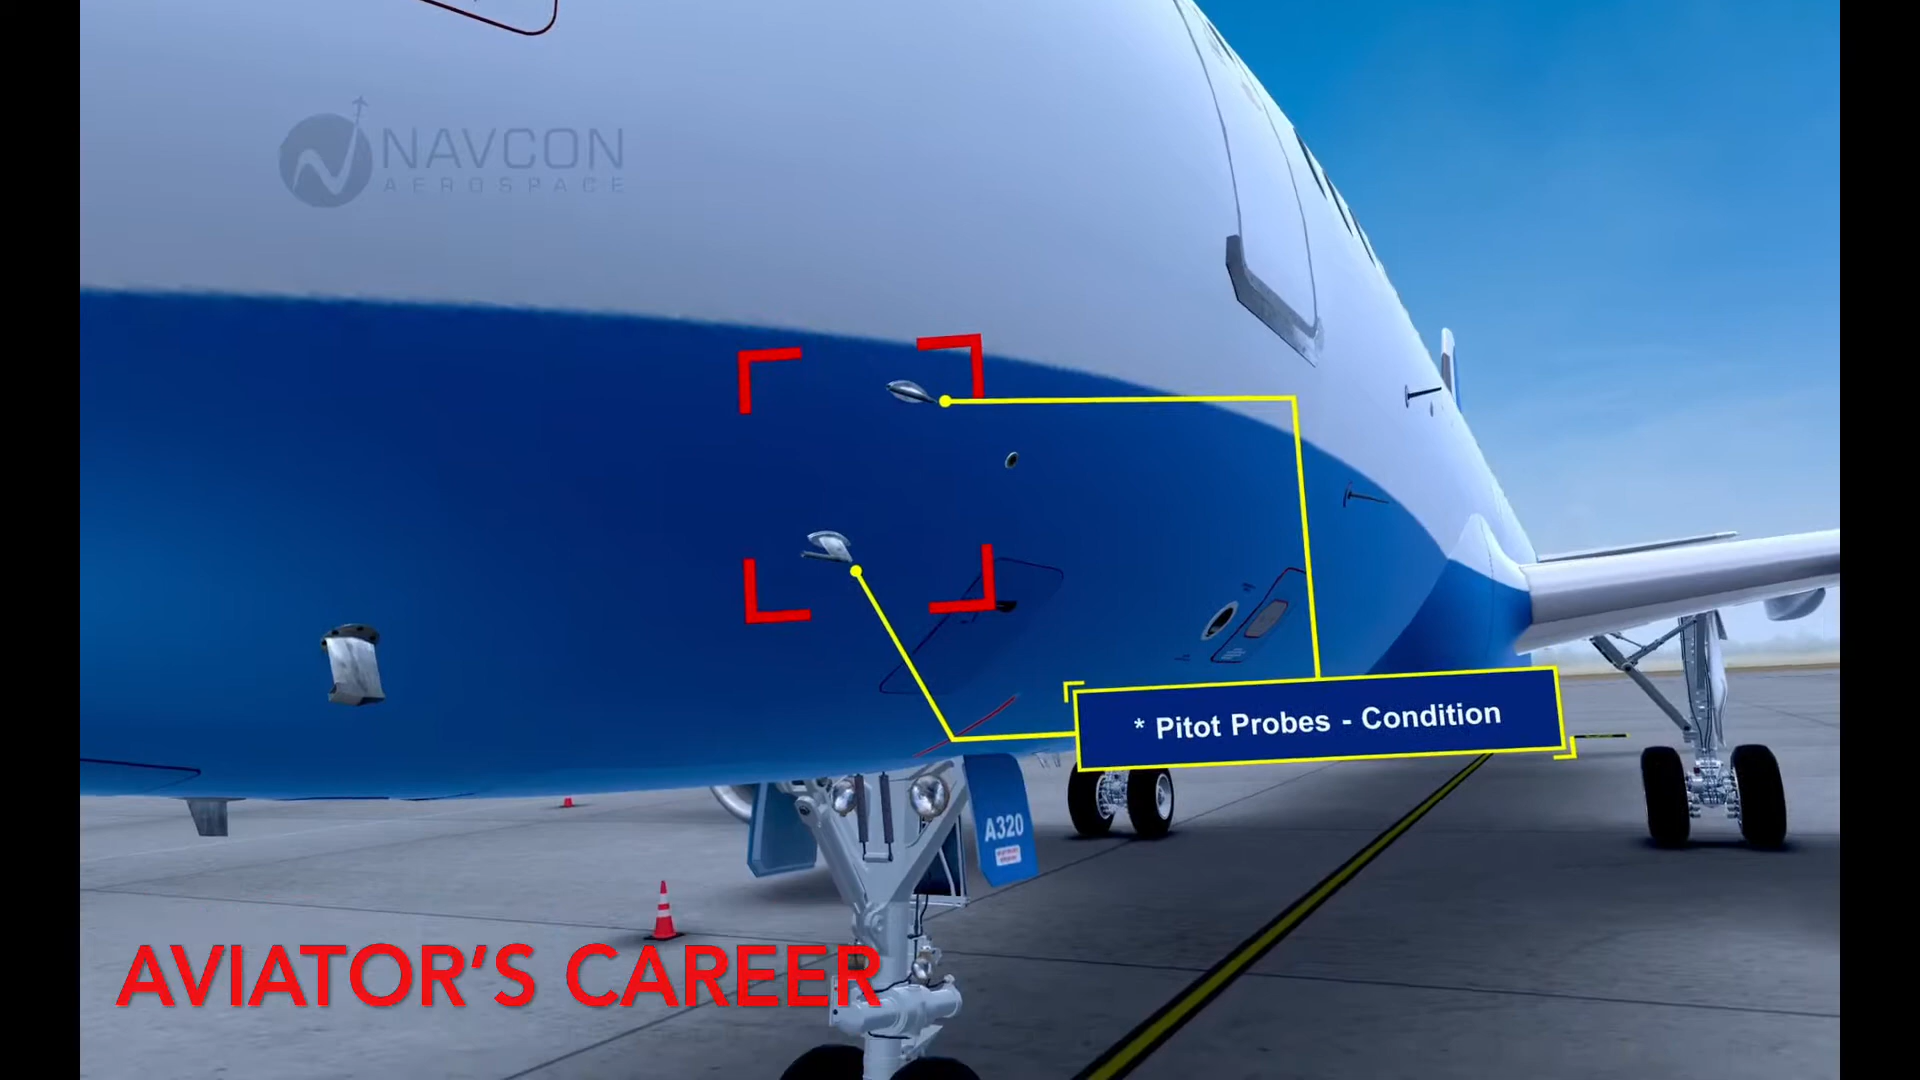 NAVCON
AEROSPACE
* Pitot Probes - Condition
A320
AVIATOR'S CAREER